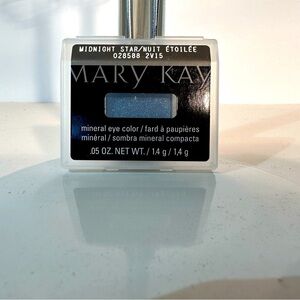 MIDNIGHT STAR/NUIT ÉTOILÉE
028588 2V15
MARY KAY
mineral eye color / fard à paupières
minéral / sombra mineral compacta
.05 OZ. NET WT. / 1,4 g / 1,4 g